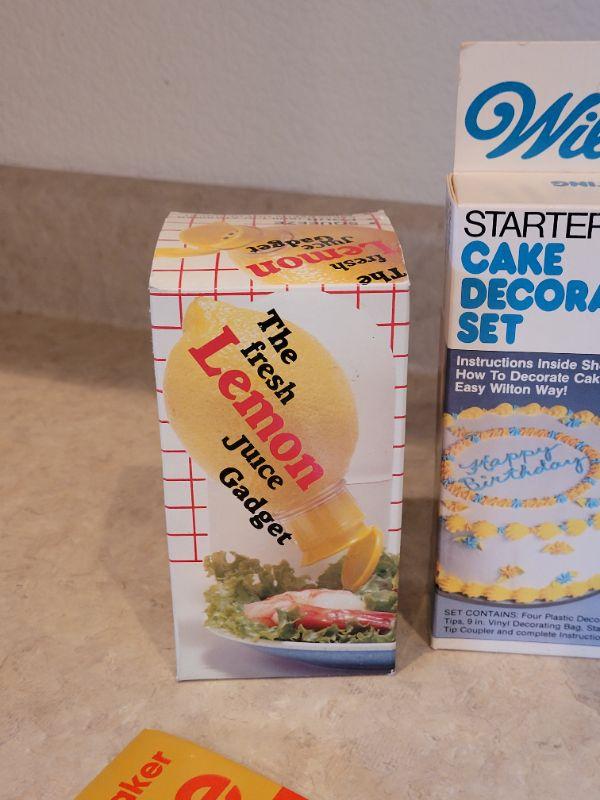 The
fresh
Lemon
Juice
Gadget
The
fresh
Lemon
Juice
Gadget
STARTER
CAKE
DECORA
SET
Instructions Inside Sh
How To Decorate Cak
Easy Wilton Way!
Happy
Birthday
SET CONTAINS: Four Plastic Deco
Tips, 9 in. Vinyl Decorating Bag, Sta
Tip Coupler and complete Instructio
aker